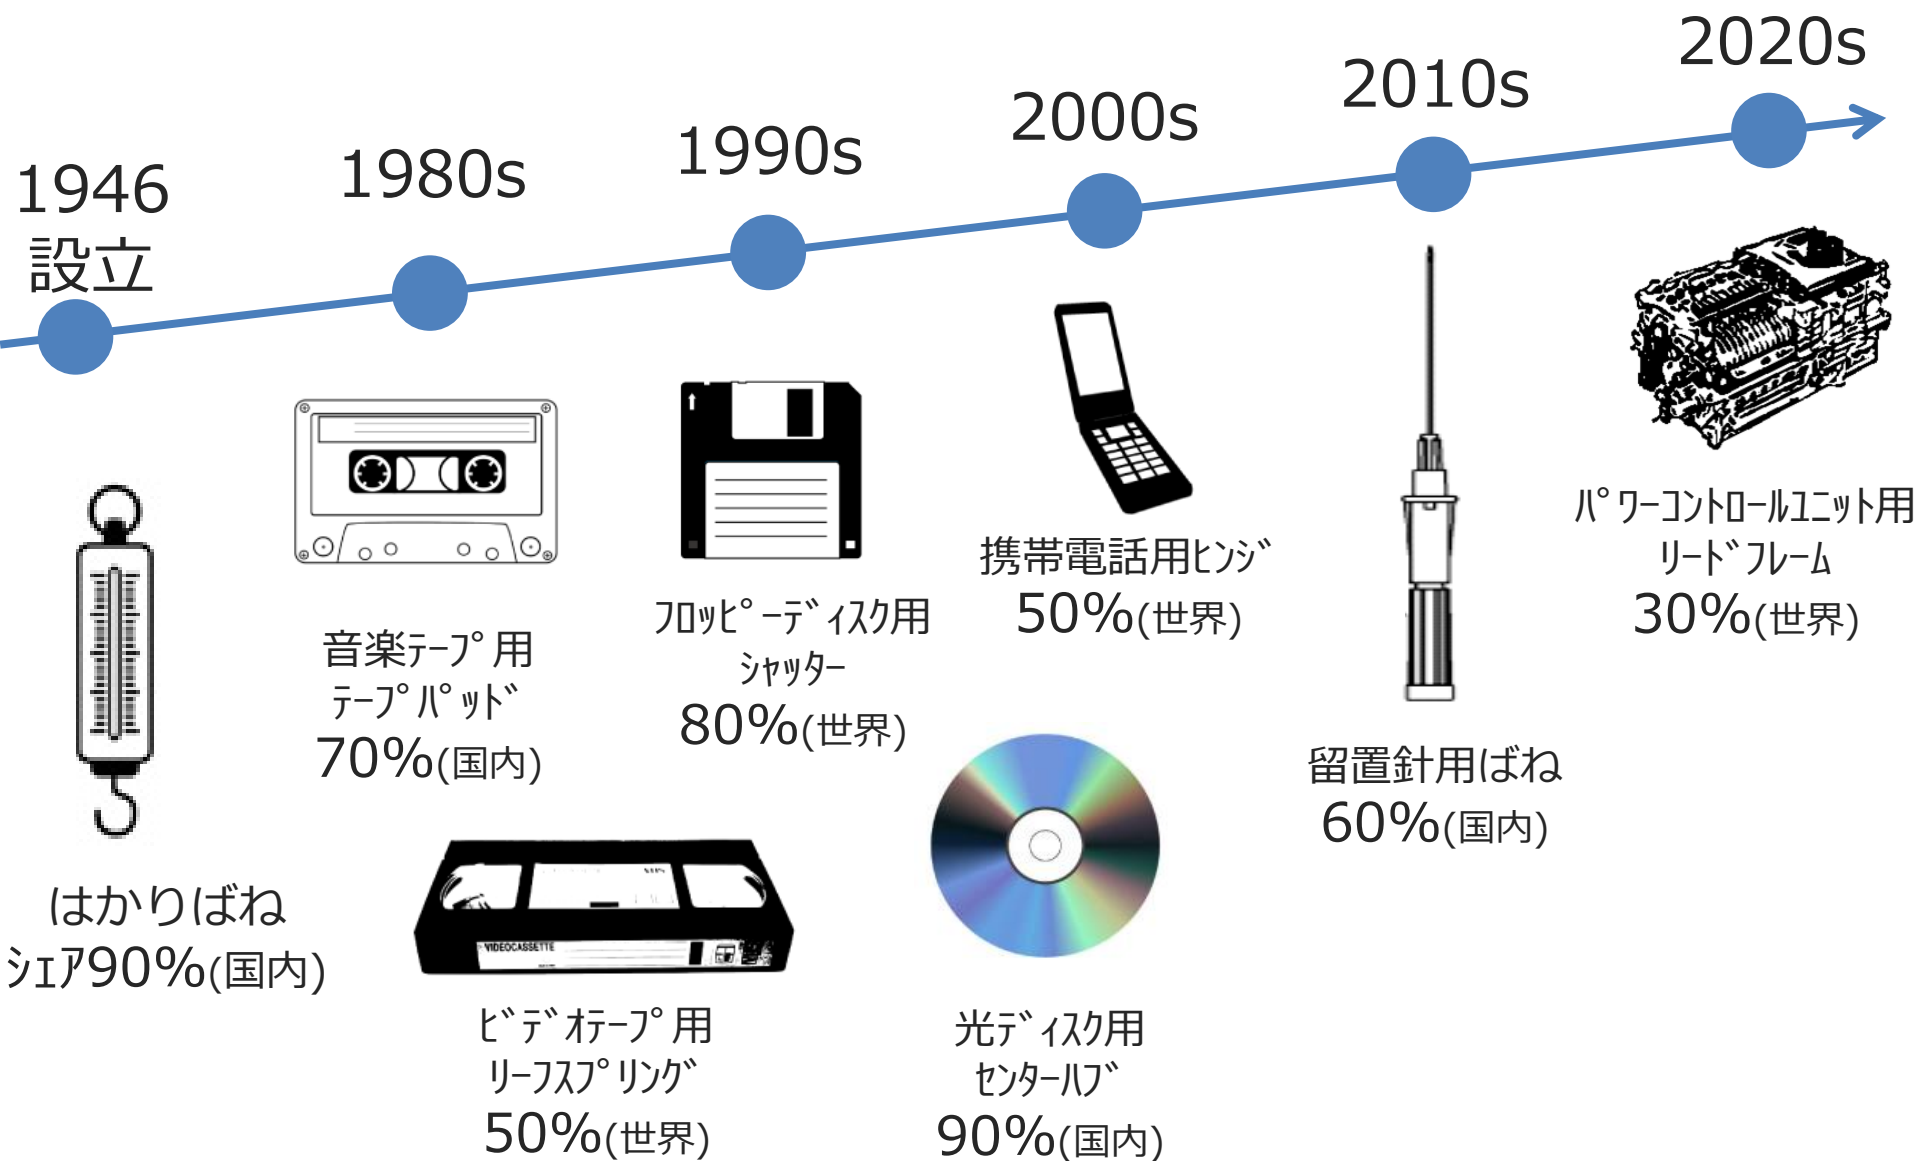 1946
設立
1980s
1990s
2000s
2010s
2020s
はかりばね
ｼｪｱ90%(国内)
音楽ﾃｰﾌﾟ用
ﾃｰﾌﾟﾊﾟｯﾄﾞ
70%(国内)
VHS
VIDEOCASSETTE
ﾋﾞﾃﾞｵﾃｰﾌﾟ用
ﾘｰﾌｽﾌﾟﾘﾝｸﾞ
50%(世界)
ﾌﾛｯﾋﾟｰﾃﾞｨｽｸ用
ｼｬｯﾀｰ
80%(世界)
光ﾃﾞｨｽｸ用
ｾﾝﾀｰﾊﾌﾞ
90%(国内)
携帯電話用ﾋﾝｼﾞ
50%(世界)
留置針用ばね
60%(国内)
ﾊﾟﾜｰｺﾝﾄﾛｰﾙﾕﾆｯﾄ用
ﾘｰﾄﾞﾌﾚｰﾑ
30%(世界)